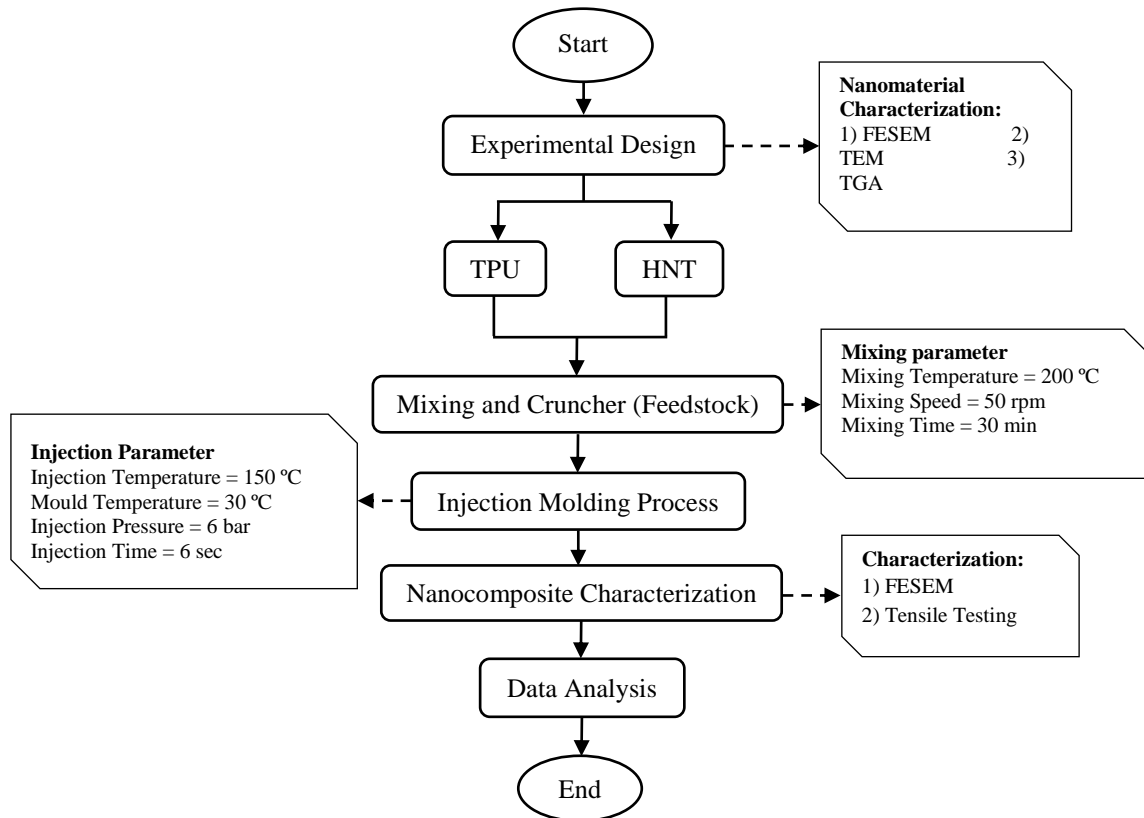 Start
Nanomaterial
Characterization:
1) FESEM 2)
TEM 3)
TGA
Experimental Design
TPU
HNT
Mixing parameter
Mixing Temperature = 200 ºC
Mixing Speed = 50 rpm
Mixing Time = 30 min
Mixing and Cruncher (Feedstock)
Injection Parameter
Injection Temperature = 150 ºC
Mould Temperature = 30 ºC
Injection Pressure = 6 bar
Injection Time = 6 sec
Injection Molding Process
Characterization:
1) FESEM
2) Tensile Testing
Nanocomposite Characterization
Data Analysis
End